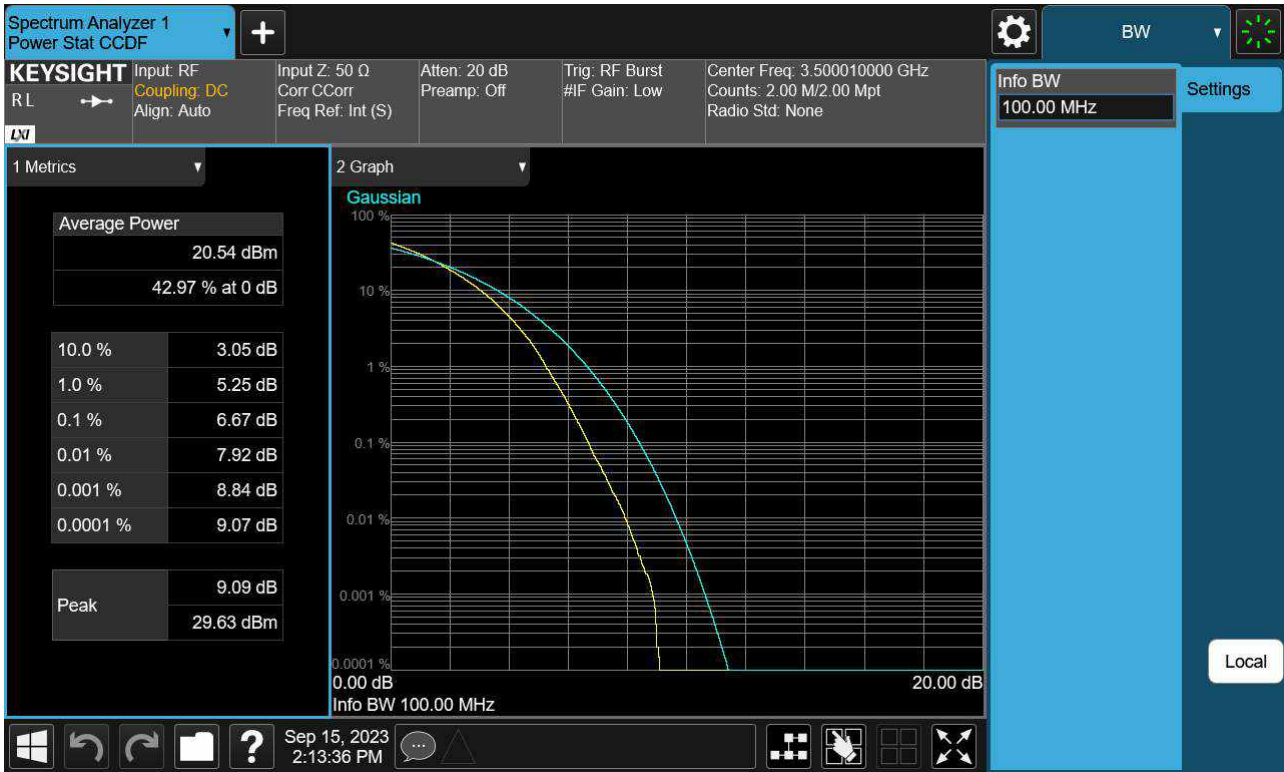 Spectrum Analyzer 1
Power Stat CCDF
+
BW
KEYSIGHT
RL
LXI
Input: RF
Coupling: DC
Align: Auto
Input Z: 50 Ω
Corr CCorr
Freq Ref: Int (S)
Atten: 20 dB
Preamp: Off
Trig: RF Burst
#IF Gain: Low
Center Freq: 3.500010000 GHz
Counts: 2.00 M/2.00 Mpt
Radio Std: None
Info BW
100.00 MHz
Settings
1 Metrics
Average Power
20.54 dBm
42.97 % at 0 dB
10.0 % 3.05 dB
1.0 % 5.25 dB
0.1 % 6.67 dB
0.01 % 7.92 dB
0.001 % 8.84 dB
0.0001 % 9.07 dB
Peak
9.09 dB
29.63 dBm
2 Graph
Gaussian
100 %
10 %
1 %
0.1 %
0.01 %
0.001 %
0.0001 %
0.00 dB 20.00 dB
Info BW 100.00 MHz
Local
?
Sep 15, 2023
2:13:36 PM